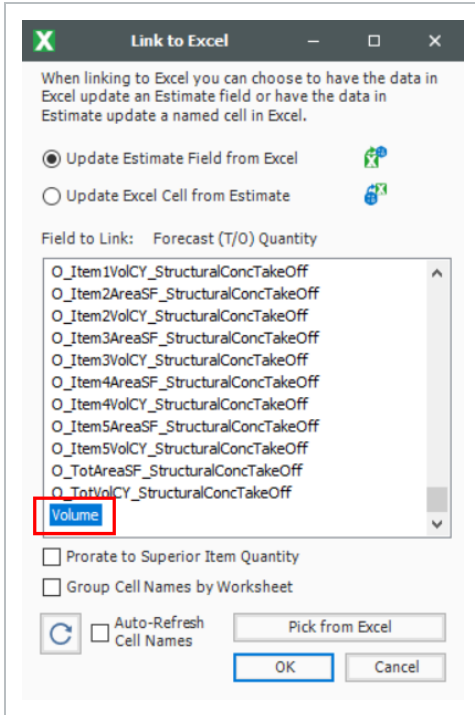 Link to Excel
When linking to Excel you can choose to have the data in
Excel update an Estimate field or have the data in
Estimate update a named cell in Excel.
Update Estimate Field from Excel
Update Excel Cell from Estimate
Field to Link: Forecast (T/O) Quantity
O_Item1VolCY_StructuralConcTakeOff
O_Item2AreaSF_StructuralConcTakeOff
O_Item2VolCY_StructuralConcTakeOff
O_Item3AreaSF_StructuralConcTakeOff
O_Item3VolCY_StructuralConcTakeOff
O_Item4AreaSF_StructuralConcTakeOff
O_Item4VolCY_StructuralConcTakeOff
O_Item5AreaSF_StructuralConcTakeOff
O_Item5VolCY_StructuralConcTakeOff
O_TotAreaSF_StructuralConcTakeOff
O_TotVolCY_StructuralConcTakeOff
Volume
Prorate to Superior Item Quantity
Group Cell Names by Worksheet
Auto-Refresh
Cell Names
Pick from Excel
OK
Cancel